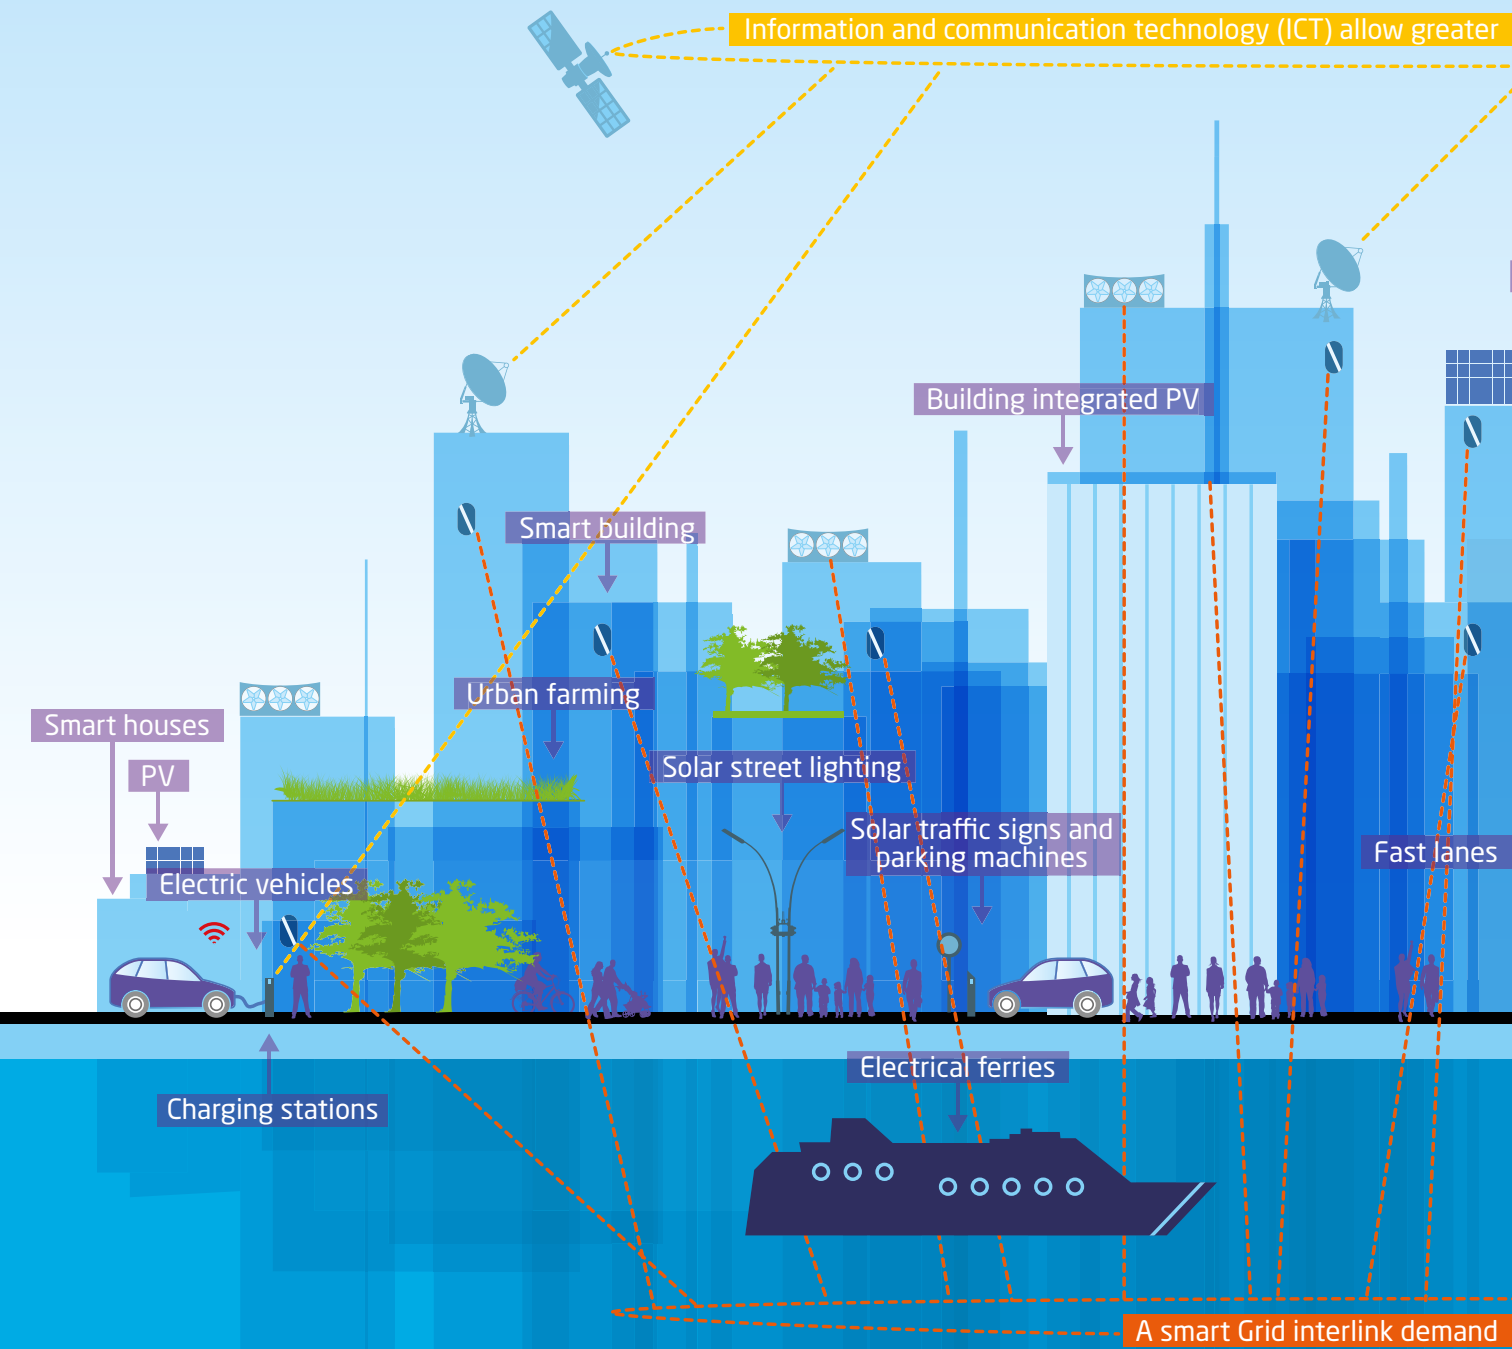 Information and communication technology (ICT) allow greater
Building integrated PV
Smart building
Urban farming
Smart houses
PV
Solar street lighting
Solar traffic signs and
parking machines
Fast lanes
Electric vehicles
Electrical ferries
Charging stations
A smart Grid interlink demand